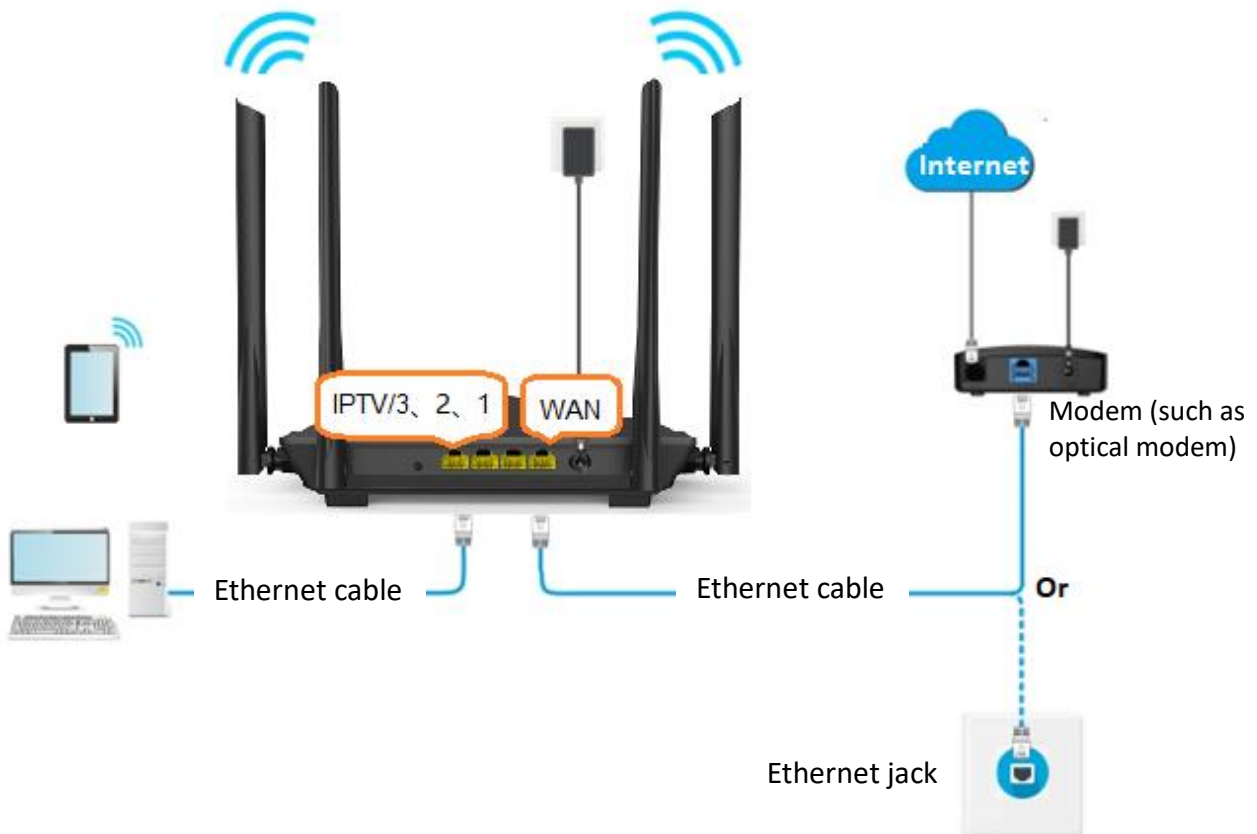 Internet
IPTV/3、2、1
WAN
Modem (such as
optical modem)
Ethernet cable
Ethernet cable
Or
Ethernet jack